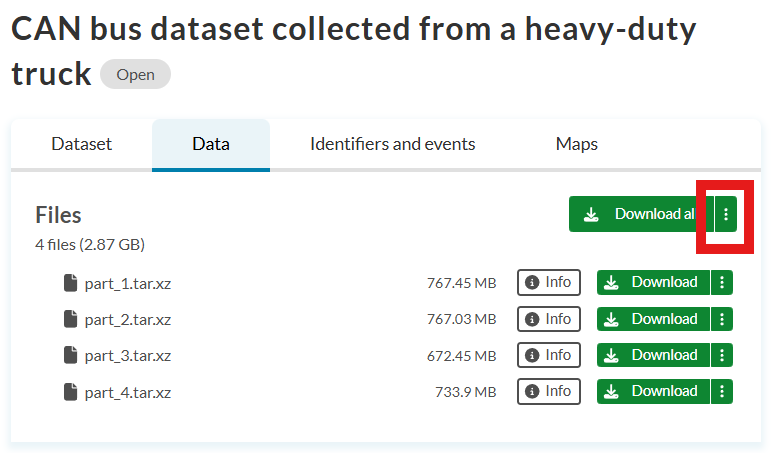 CAN bus dataset collected from a heavy-duty
truck Open
Dataset Data Identifiers and events Maps
Files Download all
4 files (2.87 GB)
part_1.tar.xz 767.45 MB Info Download
part_2.tar.xz 767.03 MB Info Download
part_3.tar.xz 672.45 MB Info Download
part_4.tar.xz 733.9 MB Info Download